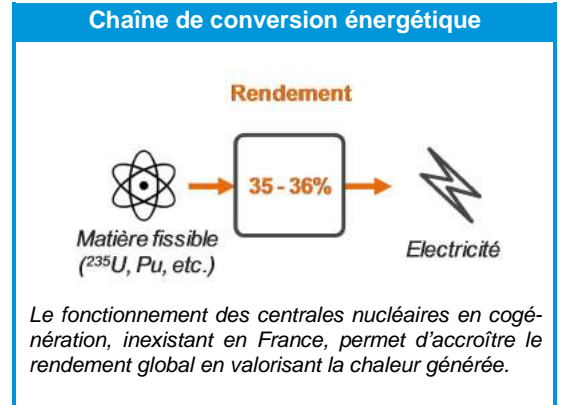 Chaîne de conversion énergétique
Rendement
35 - 36%
Matière fissible
(²³⁵U, Pu, etc.)
Electricité
Le fonctionnement des centrales nucléaires en cogé-
nération, inexistant en France, permet d'accroître le
rendement global en valorisant la chaleur générée.